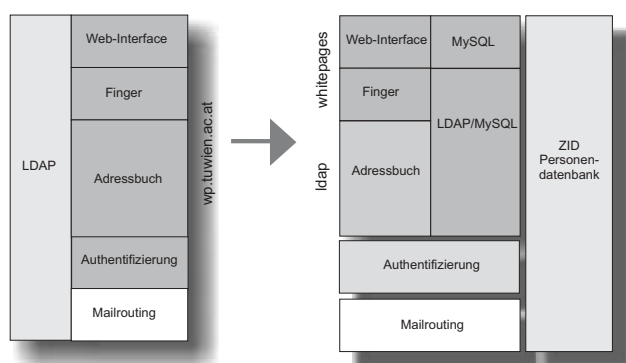 LDAP
Web-Interface
Finger
Adressbuch
Authentifizierung
Mailrouting
wp.tuwien.ac.at
whitepages
ldap
Web-Interface
MySQL
Finger
LDAP/MySQL
Adressbuch
Authentifizierung
Mailrouting
ZID
Personen-
datenbank